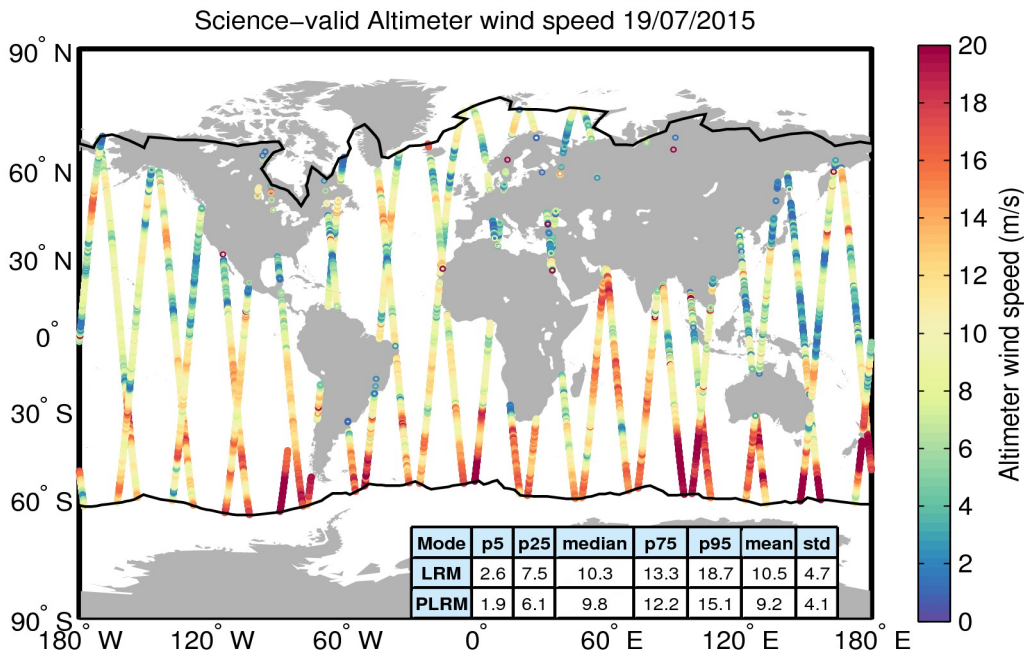 Science−valid Altimeter wind speed 19/07/2015
90° N
60° N
30° N
0°
30° S
60° S
90° S
180° W
120° W
60° W
0°
60° E
120° E
180° E
Mode p5 p25 median p75 p95 mean std
LRM 2.6 7.5 10.3 13.3 18.7 10.5 4.7
PLRM 1.9 6.1 9.8 12.2 15.1 9.2 4.1
20
18
16
14
12
10
8
6
4
2
0
Altimeter wind speed (m/s)